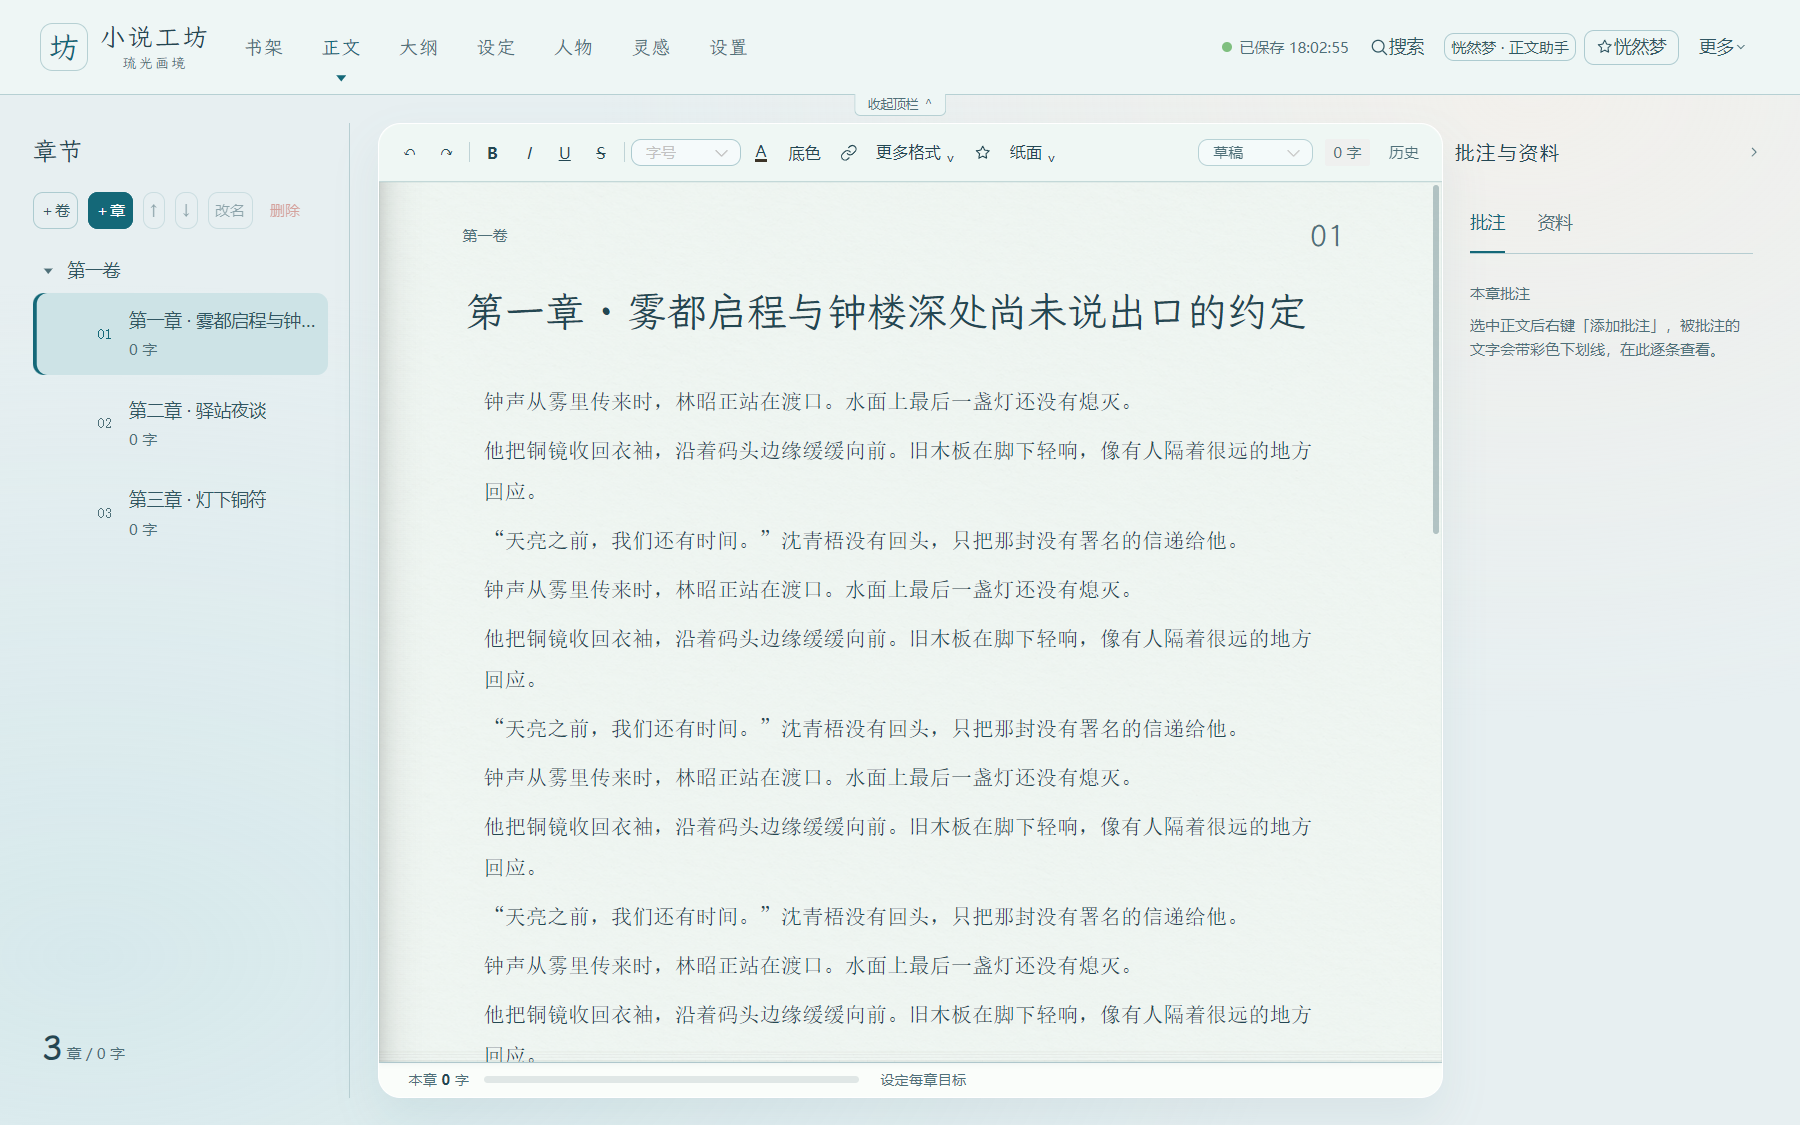 坊
小说工坊
琉光画境
书架 正文 大纲 设定 人物 灵感 设置
已保存 18:02:55 搜索 恍然梦 · 正文助手 恍然梦 更多
收起顶栏 ^
章节
+ 卷 + 章 ↑ ↓ 改名 删除
第一卷
01 第一章 · 雾都启程与钟...
0 字
02 第二章 · 驿站夜谈
0 字
03 第三章 · 灯下铜符
0 字
3 章 / 0 字
B I U S 字号 A 底色 更多格式 纸面 草稿 0 字 历史
第一卷 01
第一章 · 雾都启程与钟楼深处尚未说出口的约定
钟声从雾里传来时，林昭正站在渡口。水面上最后一盏灯还没有熄灭。
他把铜镜收回衣袖，沿着码头边缘缓缓向前。旧木板在脚下轻响，像有人隔着很远的地方
回应。
“天亮之前，我们还有时间。”沈青梧没有回头，只把那封没有署名的信递给他。
钟声从雾里传来时，林昭正站在渡口。水面上最后一盏灯还没有熄灭。
他把铜镜收回衣袖，沿着码头边缘缓缓向前。旧木板在脚下轻响，像有人隔着很远的地方
回应。
“天亮之前，我们还有时间。”沈青梧没有回头，只把那封没有署名的信递给他。
钟声从雾里传来时，林昭正站在渡口。水面上最后一盏灯还没有熄灭。
他把铜镜收回衣袖，沿着码头边缘缓缓向前。旧木板在脚下轻响，像有人隔着很远的地方
回应。
“天亮之前，我们还有时间。”沈青梧没有回头，只把那封没有署名的信递给他。
钟声从雾里传来时，林昭正站在渡口。水面上最后一盏灯还没有熄灭。
他把铜镜收回衣袖，沿着码头边缘缓缓向前。旧木板在脚下轻响，像有人隔着很远的地方
回应。
本章 0 字 设定每章目标
批注与资料
批注 资料
本章批注
选中正文后右键「添加批注」，被批注的
文字会带彩色下划线，在此逐条查看。